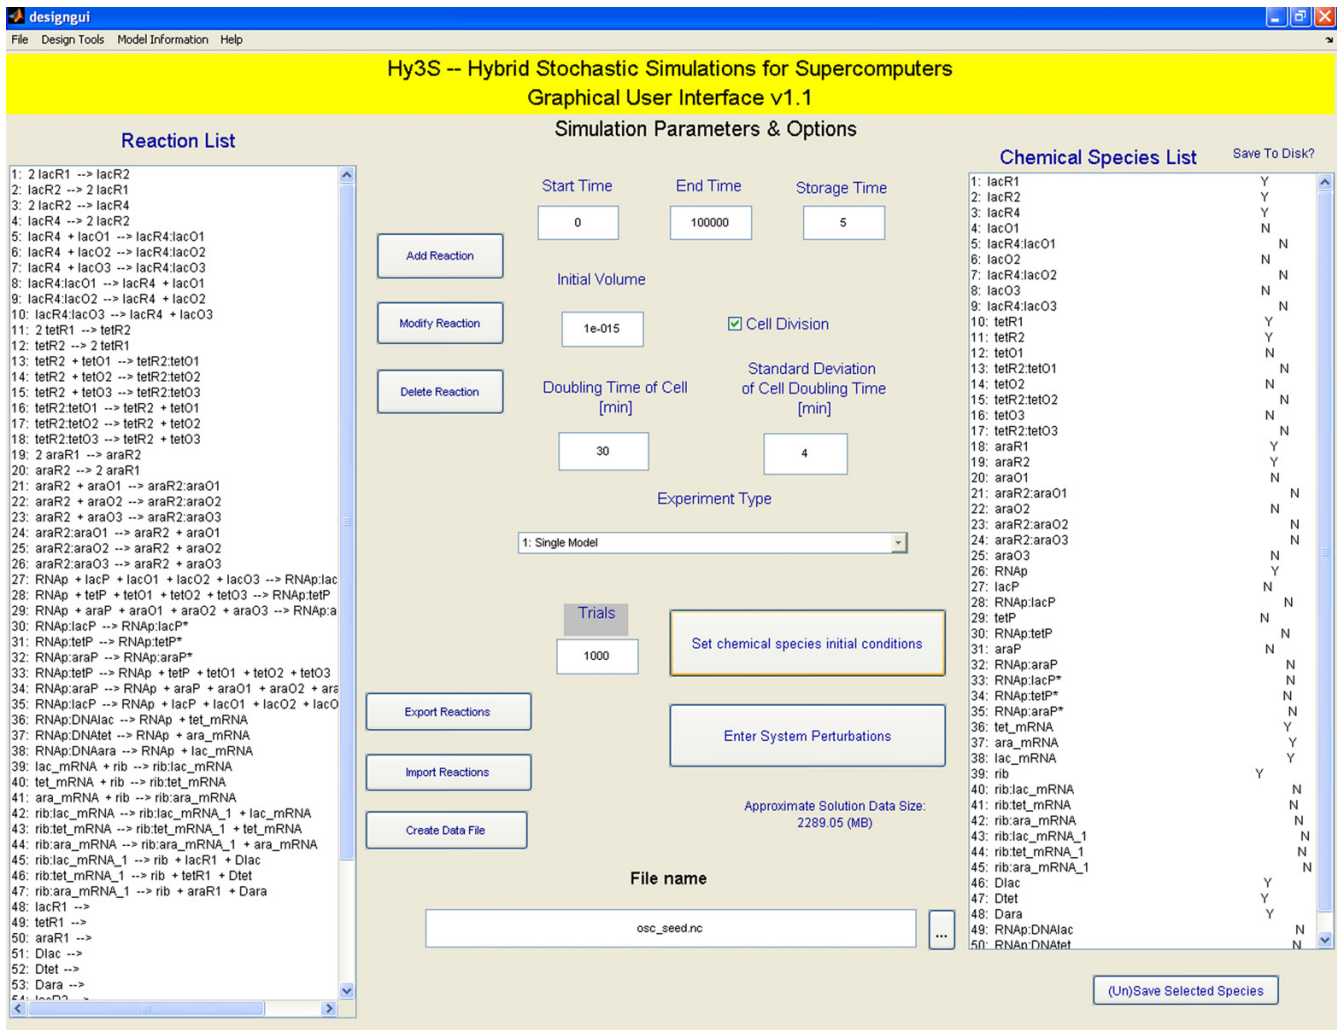 designgui
File Design Tools Model Information Help
Hy3S -- Hybrid Stochastic Simulations for Supercomputers
Graphical User Interface v1.1
Reaction List
1: 2 lacR1 --> lacR2
2: lacR2 --> 2 lacR1
3: 2 lacR2 --> lacR4
4: lacR4 --> 2 lacR2
5: lacR4 + lacO1 --> lacR4:lacO1
6: lacR4 + lacO2 --> lacR4:lacO2
7: lacR4 + lacO3 --> lacR4:lacO3
8: lacR4:lacO1 --> lacR4 + lacO1
9: lacR4:lacO2 --> lacR4 + lacO2
10: lacR4:lacO3 --> lacR4 + lacO3
11: 2 tetR1 --> tetR2
12: tetR2 --> 2 tetR1
13: tetR2 + tetO1 --> tetR2:tetO1
14: tetR2 + tetO2 --> tetR2:tetO2
15: tetR2 + tetO3 --> tetR2:tetO3
16: tetR2:tetO1 --> tetR2 + tetO1
17: tetR2:tetO2 --> tetR2 + tetO2
18: tetR2:tetO3 --> tetR2 + tetO3
19: 2 araR1 --> araR2
20: araR2 --> 2 araR1
21: araR2 + araO1 --> araR2:araO1
22: araR2 + araO2 --> araR2:araO2
23: araR2 + araO3 --> araR2:araO3
24: araR2:araO1 --> araR2 + araO1
25: araR2:araO2 --> araR2 + araO2
26: araR2:araO3 --> araR2 + araO3
27: RNAp + lacP + lacO1 + lacO2 + lacO3 --> RNAp:lac
28: RNAp + tetP + tetO1 + tetO2 + tetO3 --> RNAp:tetP
29: RNAp + araP + araO1 + araO2 + araO3 --> RNAp:a
30: RNAp:lacP --> RNAp:lacP*
31: RNAp:tetP --> RNAp:tetP*
32: RNAp:araP --> RNAp:araP*
33: RNAp:tetP --> RNAp + tetP + tetO1 + tetO2 + tetO3
34: RNAp:araP --> RNAp + araP + araO1 + araO2 + ara
35: RNAp:lacP --> RNAp + lacP + lacO1 + lacO2 + lacO
36: RNAp:DNAlac --> RNAp + tet_mRNA
37: RNAp:DNAtet --> RNAp + ara_mRNA
38: RNAp:DNAara --> RNAp + lac_mRNA
39: lac_mRNA + rib --> rib:lac_mRNA
40: tet_mRNA + rib --> rib:tet_mRNA
41: ara_mRNA + rib --> rib:ara_mRNA
42: rib:lac_mRNA --> rib:lac_mRNA_1 + lac_mRNA
43: rib:tet_mRNA --> rib:tet_mRNA_1 + tet_mRNA
44: rib:ara_mRNA --> rib:ara_mRNA_1 + ara_mRNA
45: rib:lac_mRNA_1 --> rib + lacR1 + Dlac
46: rib:tet_mRNA_1 --> rib + tetR1 + Dtet
47: rib:ara_mRNA_1 --> rib + araR1 + Dara
48: lacR1 -->
49: tetR1 -->
50: araR1 -->
51: Dlac -->
52: Dtet -->
53: Dara -->
Add Reaction
Modify Reaction
Delete Reaction
Export Reactions
Import Reactions
Create Data File
Simulation Parameters & Options
Start Time End Time Storage Time
0 100000 5
Initial Volume
1e-015
Cell Division
Doubling Time of Cell
[min]
30
Standard Deviation
of Cell Doubling Time
[min]
4
Experiment Type
1: Single Model
Trials
1000
Set chemical species initial conditions
Enter System Perturbations
Approximate Solution Data Size:
2289.05 (MB)
File name
osc_seed.nc
...
Chemical Species List Save To Disk?
1: lacR1 Y
2: lacR2 Y
3: lacR4 Y
4: lacO1 N
5: lacR4:lacO1 N
6: lacO2 N
7: lacR4:lacO2 N
8: lacO3 N
9: lacR4:lacO3 N
10: tetR1 Y
11: tetR2 Y
12: tetO1 N
13: tetR2:tetO1 N
14: tetO2 N
15: tetR2:tetO2 N
16: tetO3 N
17: tetR2:tetO3 N
18: araR1 Y
19: araR2 Y
20: araO1 N
21: araR2:araO1 N
22: araO2 N
23: araR2:araO2 N
24: araR2:araO3 N
25: araO3 N
26: RNAp Y
27: lacP N
28: RNAp:lacP N
29: tetP N
30: RNAp:tetP N
31: araP N
32: RNAp:araP N
33: RNAp:lacP* N
34: RNAp:tetP* N
35: RNAp:araP* N
36: tet_mRNA Y
37: ara_mRNA Y
38: lac_mRNA Y
39: rib Y
40: rib:lac_mRNA N
41: rib:tet_mRNA N
42: rib:ara_mRNA N
43: rib:lac_mRNA_1 N
44: rib:tet_mRNA_1 N
45: rib:ara_mRNA_1 N
46: Dlac Y
47: Dtet Y
48: Dara Y
49: RNAp:DNAlac N
50: RNAp:DNAtet N
(Un)Save Selected Species